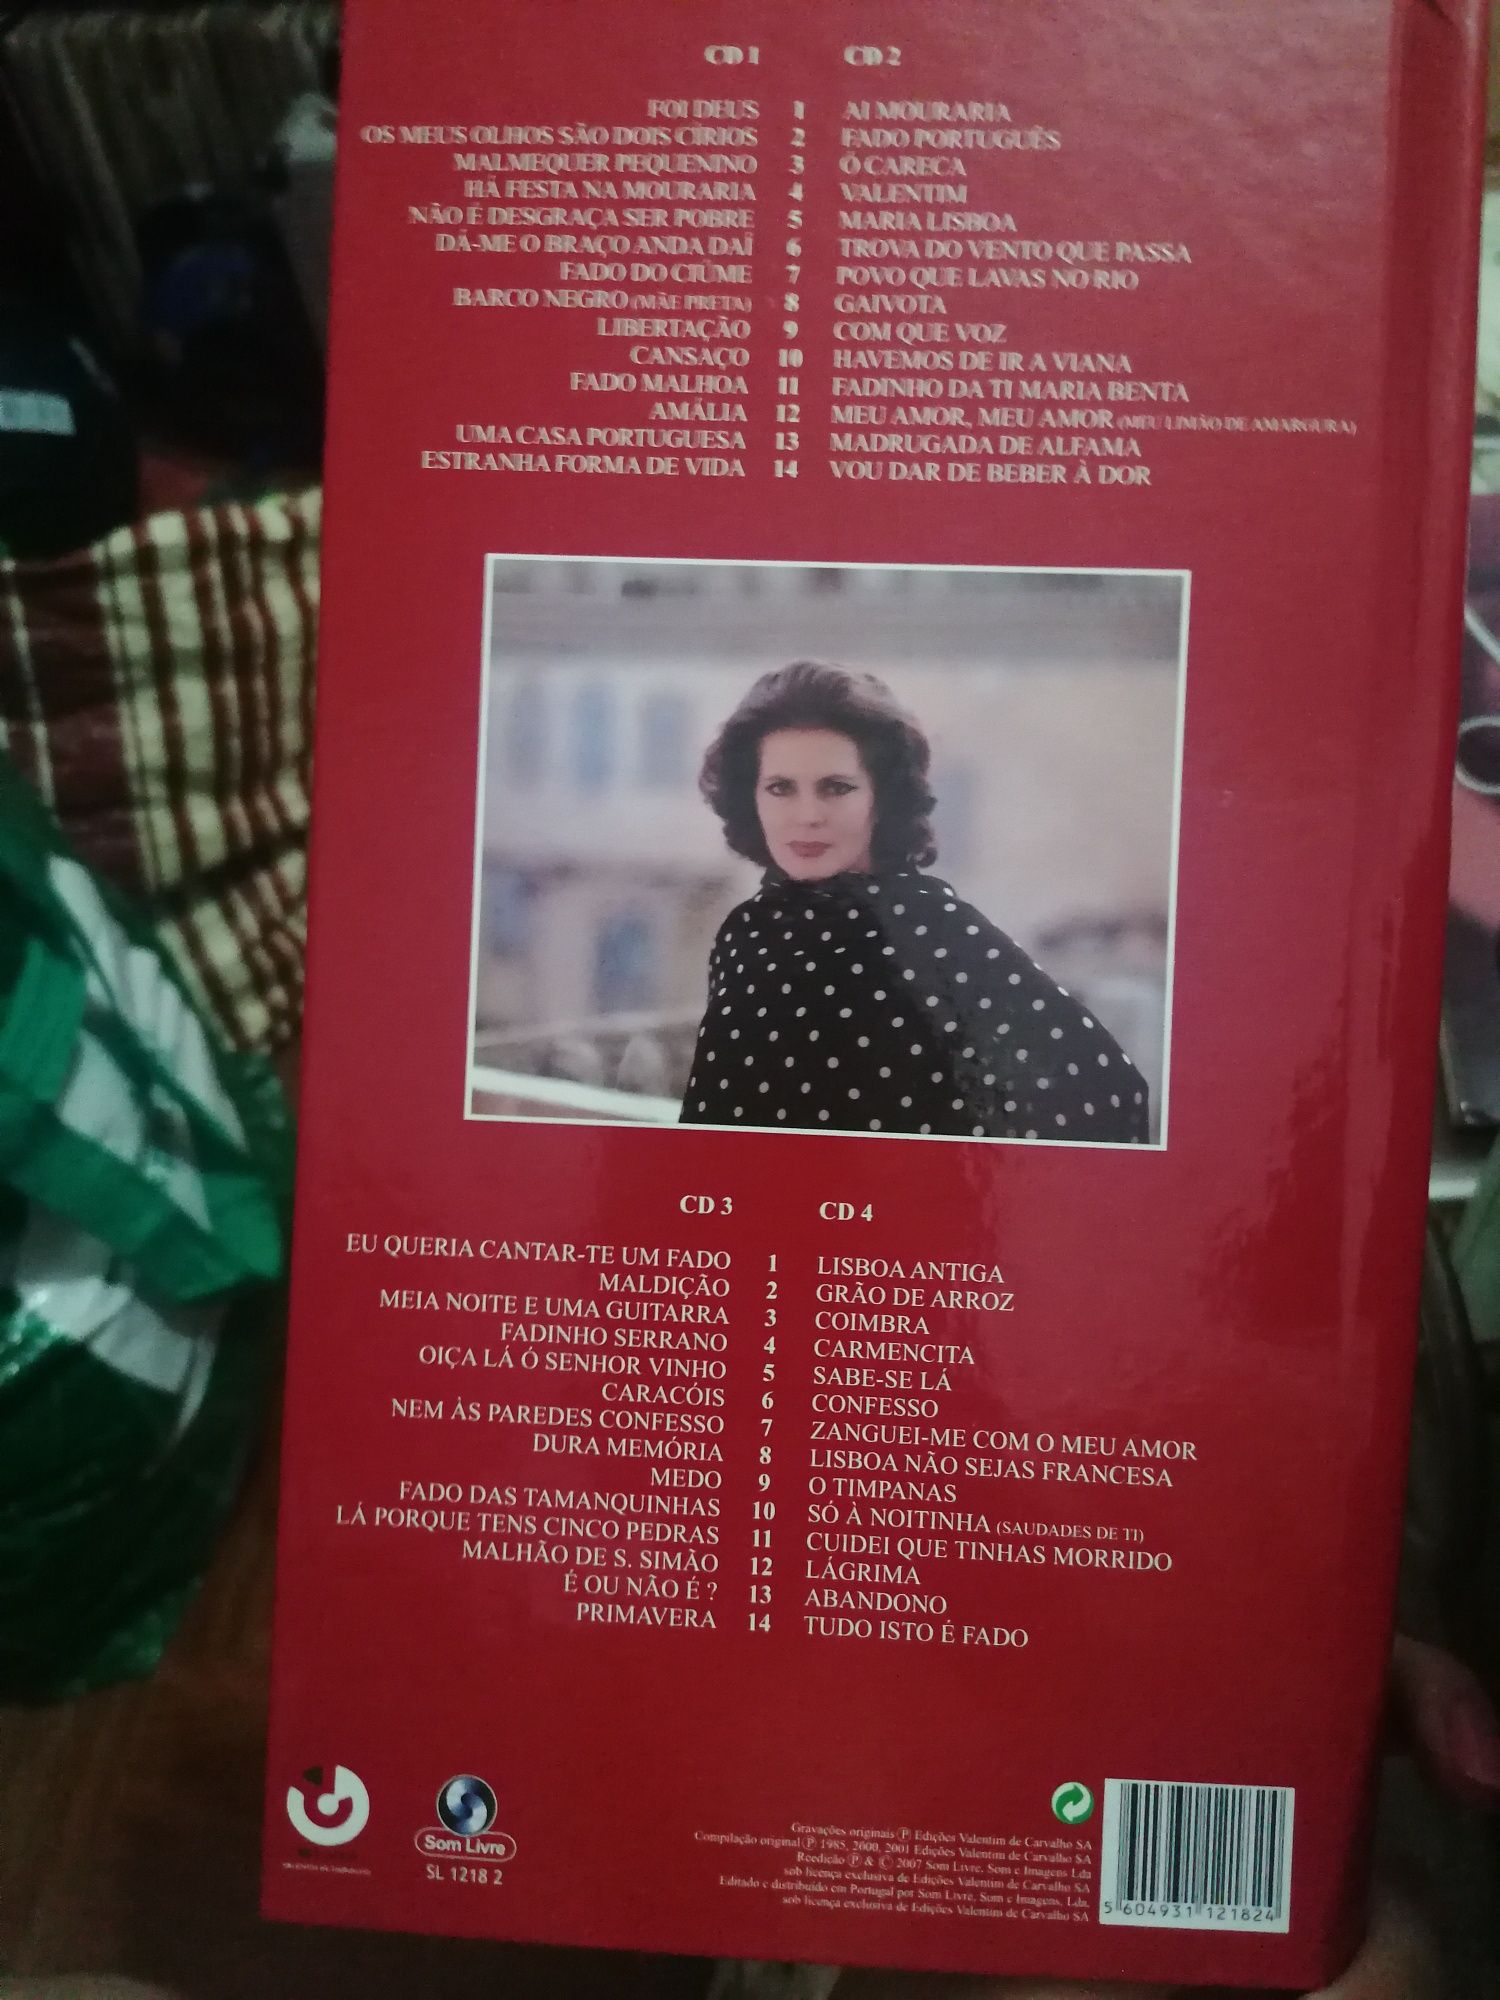 CD 1 CD 2
FOI DEUS 1 AI MOURARIA
OS MEUS OLHOS SÃO DOIS CÍRIOS 2 FADO PORTUGUÊS
MALMEQUER PEQUENINO 3 Ó CARECA
HÁ FESTA NA MOURARIA 4 VALENTIM
NÃO É DESGRAÇA SER POBRE 5 MARIA LISBOA
DÁ-ME O BRAÇO ANDA DAÍ 6 TROVA DO VENTO QUE PASSA
FADO DO CIÚME 7 POVO QUE LAVAS NO RIO
BARCO NEGRO (MÃE PRETA) 8 GAIVOTA
LIBERTAÇÃO 9 COM QUE VOZ
CANSAÇO 10 HAVEMOS DE IR A VIANA
FADO MALHOA 11 FADINHO DA TI MARIA BENTA
AMÁLIA 12 MEU AMOR, MEU AMOR (MEU LIMÃO DE AMARGURA)
UMA CASA PORTUGUESA 13 MADRUGADA DE ALFAMA
ESTRANHA FORMA DE VIDA 14 VOU DAR DE BEBER À DOR
CD 3 CD 4
EU QUERIA CANTAR-TE UM FADO 1 LISBOA ANTIGA
MALDIÇÃO 2 GRÃO DE ARROZ
MEIA NOITE E UMA GUITARRA 3 COIMBRA
FADINHO SERRANO 4 CARMENCITA
OIÇA LÁ Ó SENHOR VINHO 5 SABE-SE LÁ
CARACÓIS 6 CONFESSO
NEM ÀS PAREDES CONFESSO 7 ZANGUEI-ME COM O MEU AMOR
DURA MEMÓRIA 8 LISBOA NÃO SEJAS FRANCESA
MEDO 9 O TIMPANAS
FADO DAS TAMANQUINHAS 10 SÓ À NOITINHA (SAUDADES DE TI)
LÁ PORQUE TENS CINCO PEDRAS 11 CUIDEI QUE TINHAS MORRIDO
MALHÃO DE S. SIMÃO 12 LÁGRIMA
É OU NÃO É ? 13 ABANDONO
PRIMAVERA 14 TUDO ISTO É FADO
Som Livre
SL 1218 2
Gravações originais Ⓟ Edições Valentim de Carvalho SA
Compilação original Ⓟ 1985, 2000, 2001 Edições Valentim de Carvalho SA
Reedição Ⓟ & © 2007 Som Livre, Som e Imagens Lda
sob licença exclusiva de Edições Valentim de Carvalho SA
Editado e distribuído em Portugal por Som Livre, Som e Imagens, Lda,
sob licença exclusiva de Edições Valentim de Carvalho SA
5 604931 121824